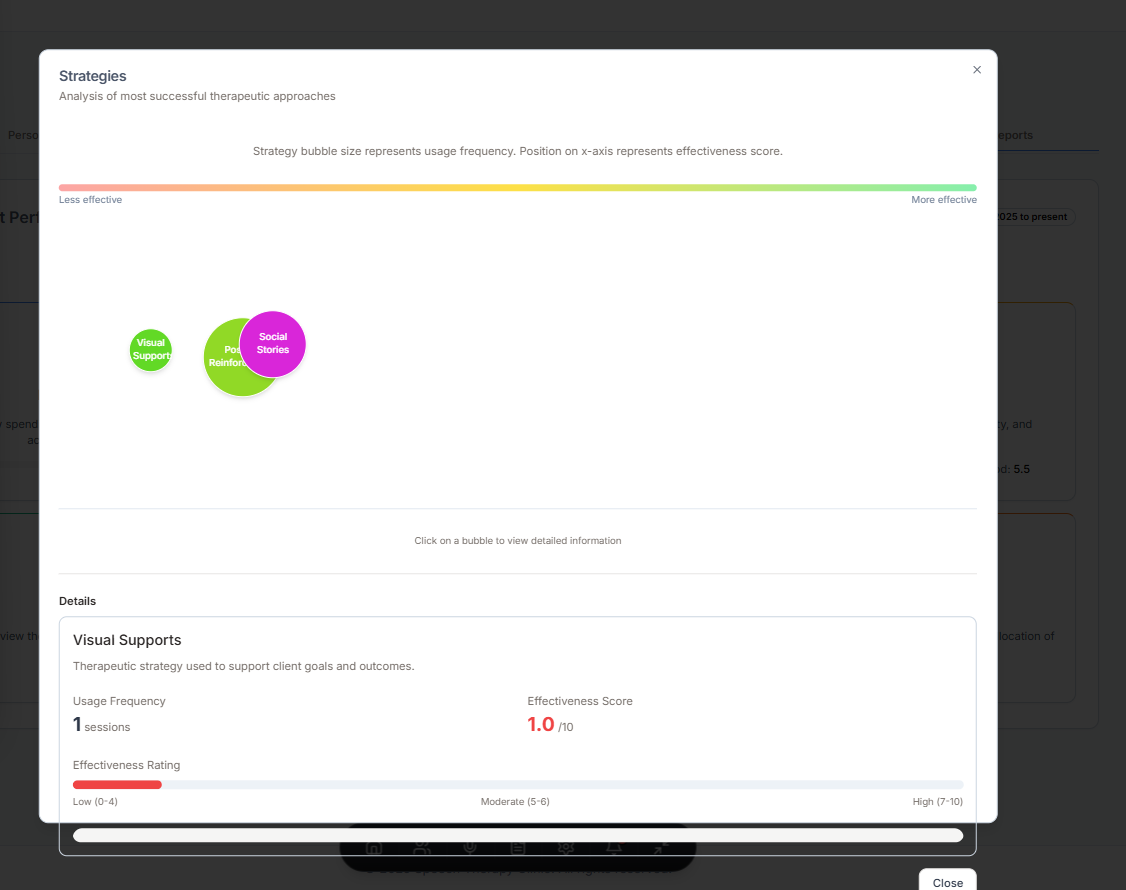 Strategies
Analysis of most successful therapeutic approaches
Perso
eports
Strategy bubble size represents usage frequency. Position on x-axis represents effectiveness score.
Less effective
More effective
t Perf
2025 to present
Visual
Support
Pos
Reinfor
Social
Stories
y spend
ac
cy, and
d: 5.5
Click on a bubble to view detailed information
Details
Visual Supports
view th
location of
Therapeutic strategy used to support client goals and outcomes.
Usage Frequency
Effectiveness Score
1 sessions
1.0 /10
Effectiveness Rating
Low (0-4)
Moderate (5-6)
High (7-10)
Close